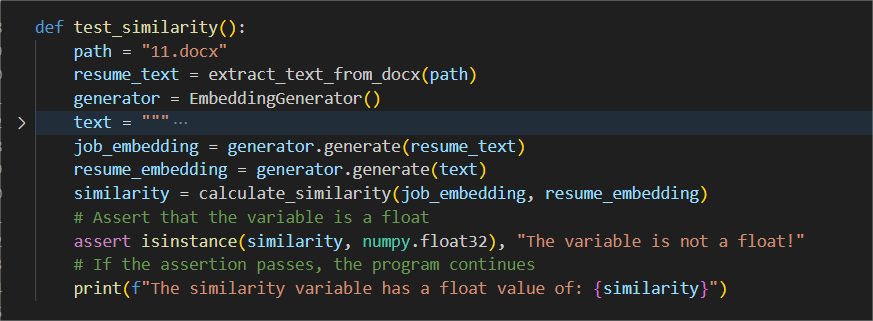 def test_similarity():
    path = "11.docx"
    resume_text = extract_text_from_docx(path)
    generator = EmbeddingGenerator()
    text = """ ⋯
    job_embedding = generator.generate(resume_text)
    resume_embedding = generator.generate(text)
    similarity = calculate_similarity(job_embedding, resume_embedding)
    # Assert that the variable is a float
    assert isinstance(similarity, numpy.float32), "The variable is not a float!"
    # If the assertion passes, the program continues
    print(f"The similarity variable has a float value of: {similarity}")